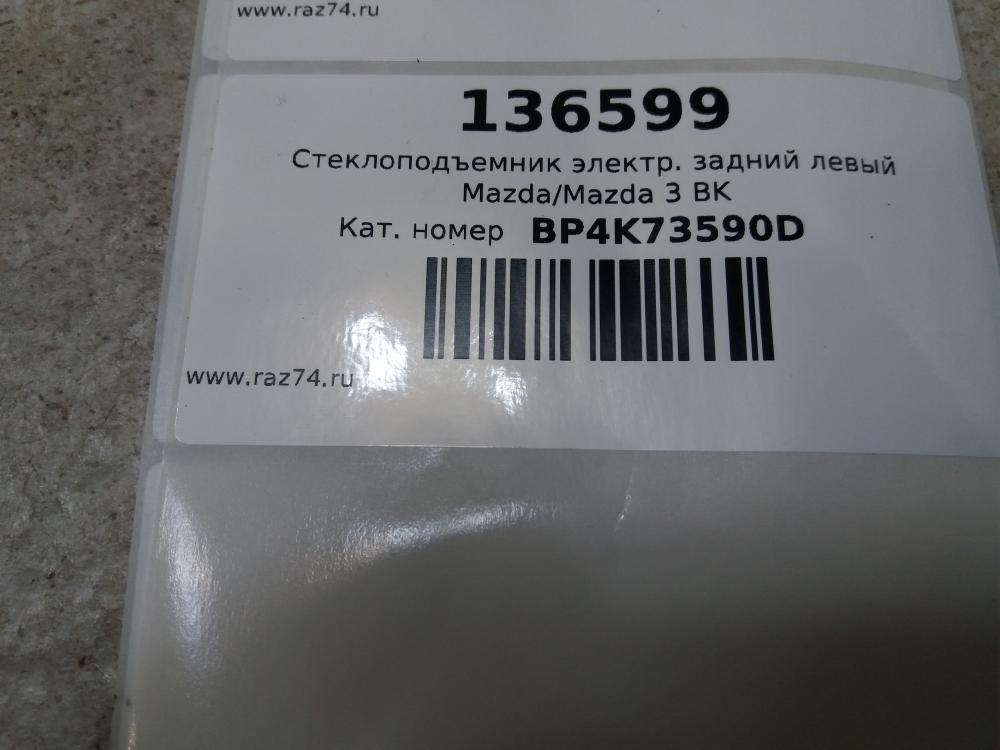 www.raz74.ru
136599
Стеклоподъемник электр. задний левый
Mazda/Mazda 3 BK
Кат. номер BP4K73590D
www.raz74.ru